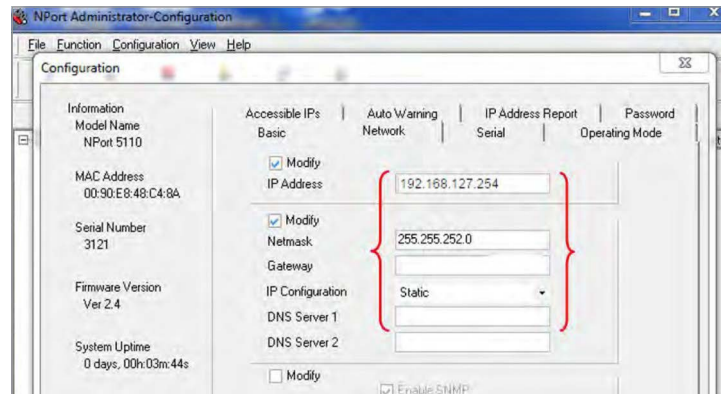 NPort Administrator-Configuration
File Function Configuration View Help
Configuration
Information
Model Name
NPort 5110
MAC Address
00:90:E8:48:C4:8A
Serial Number
3121
Firmware Version
Ver 2.4
System Uptime
0 days, 00h:03m:44s
Accessible IPs Auto Warning IP Address Report Password
Basic Network Serial Operating Mode
Modify
IP Address 192.168.127.254
Modify
Netmask 255.255.252.0
Gateway
IP Configuration Static
DNS Server 1
DNS Server 2
Modify
Enable SNMP